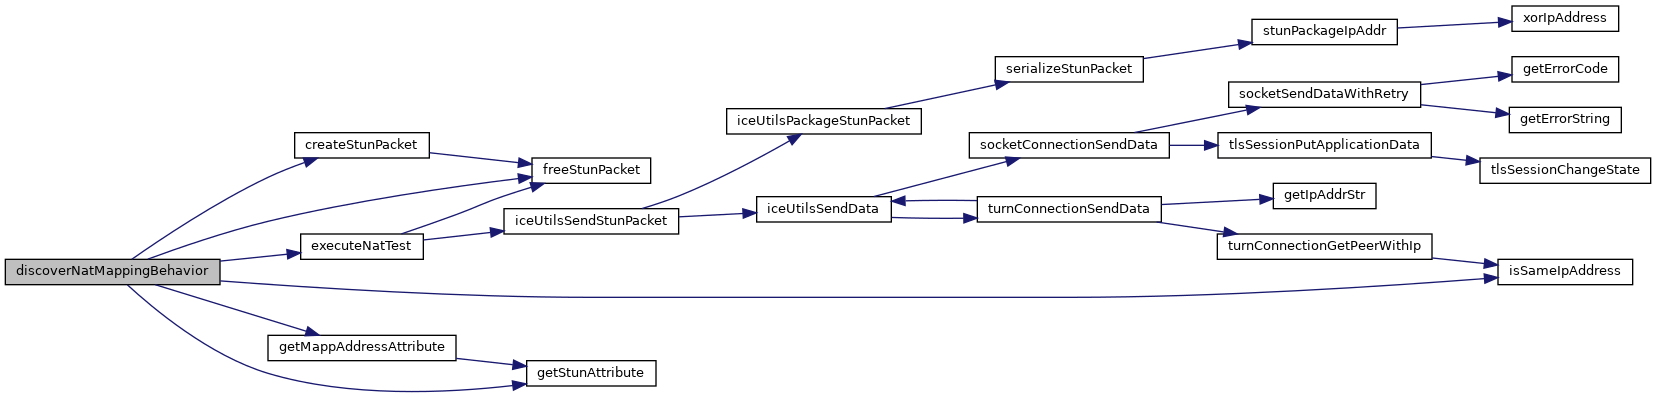 discoverNatMappingBehavior
createStunPacket
executeNatTest
getMappAddressAttribute
freeStunPacket
iceUtilsSendStunPacket
getStunAttribute
iceUtilsPackageStunPacket
iceUtilsSendData
serializeStunPacket
socketConnectionSendData
turnConnectionSendData
stunPackageIpAddr
socketSendDataWithRetry
tlsSessionPutApplicationData
getIpAddrStr
turnConnectionGetPeerWithIp
xorIpAddress
getErrorCode
getErrorString
tlsSessionChangeState
isSameIpAddress